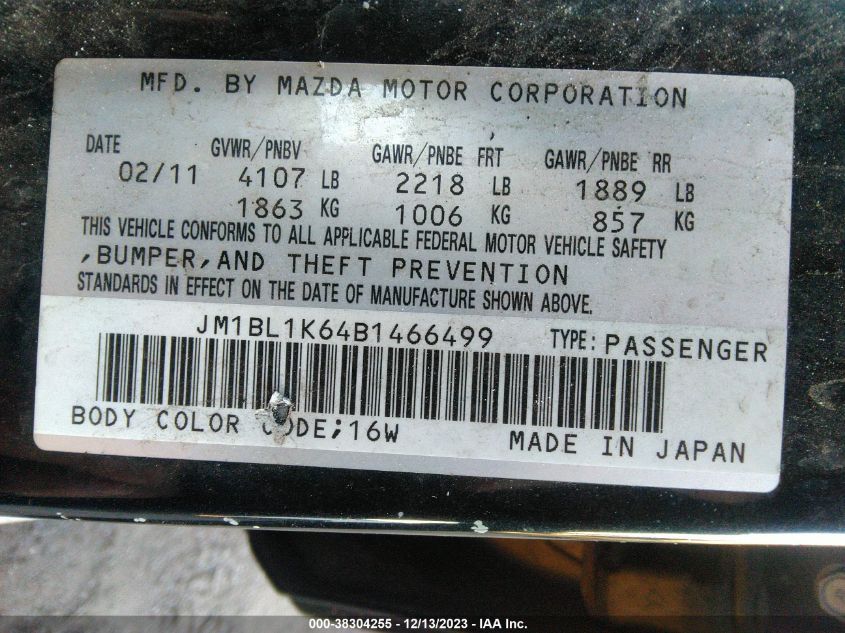 MFD. BY MAZDA MOTOR CORPORATION
DATE GVWR/PNBV GAWR/PNBE FRT GAWR/PNBE RR
02/11 4107 LB 2218 LB 1889 LB
1863 KG 1006 KG 857 KG
THIS VEHICLE CONFORMS TO ALL APPLICABLE FEDERAL MOTOR VEHICLE SAFETY
,BUMPER,AND THEFT PREVENTION
STANDARDS IN EFFECT ON THE DATE OF MANUFACTURE SHOWN ABOVE.
JM1BL1K64B1466499 TYPE: PASSENGER
BODY COLOR CODE;16W
MADE IN JAPAN
000-38304255 - 12/13/2023 - IAA Inc.